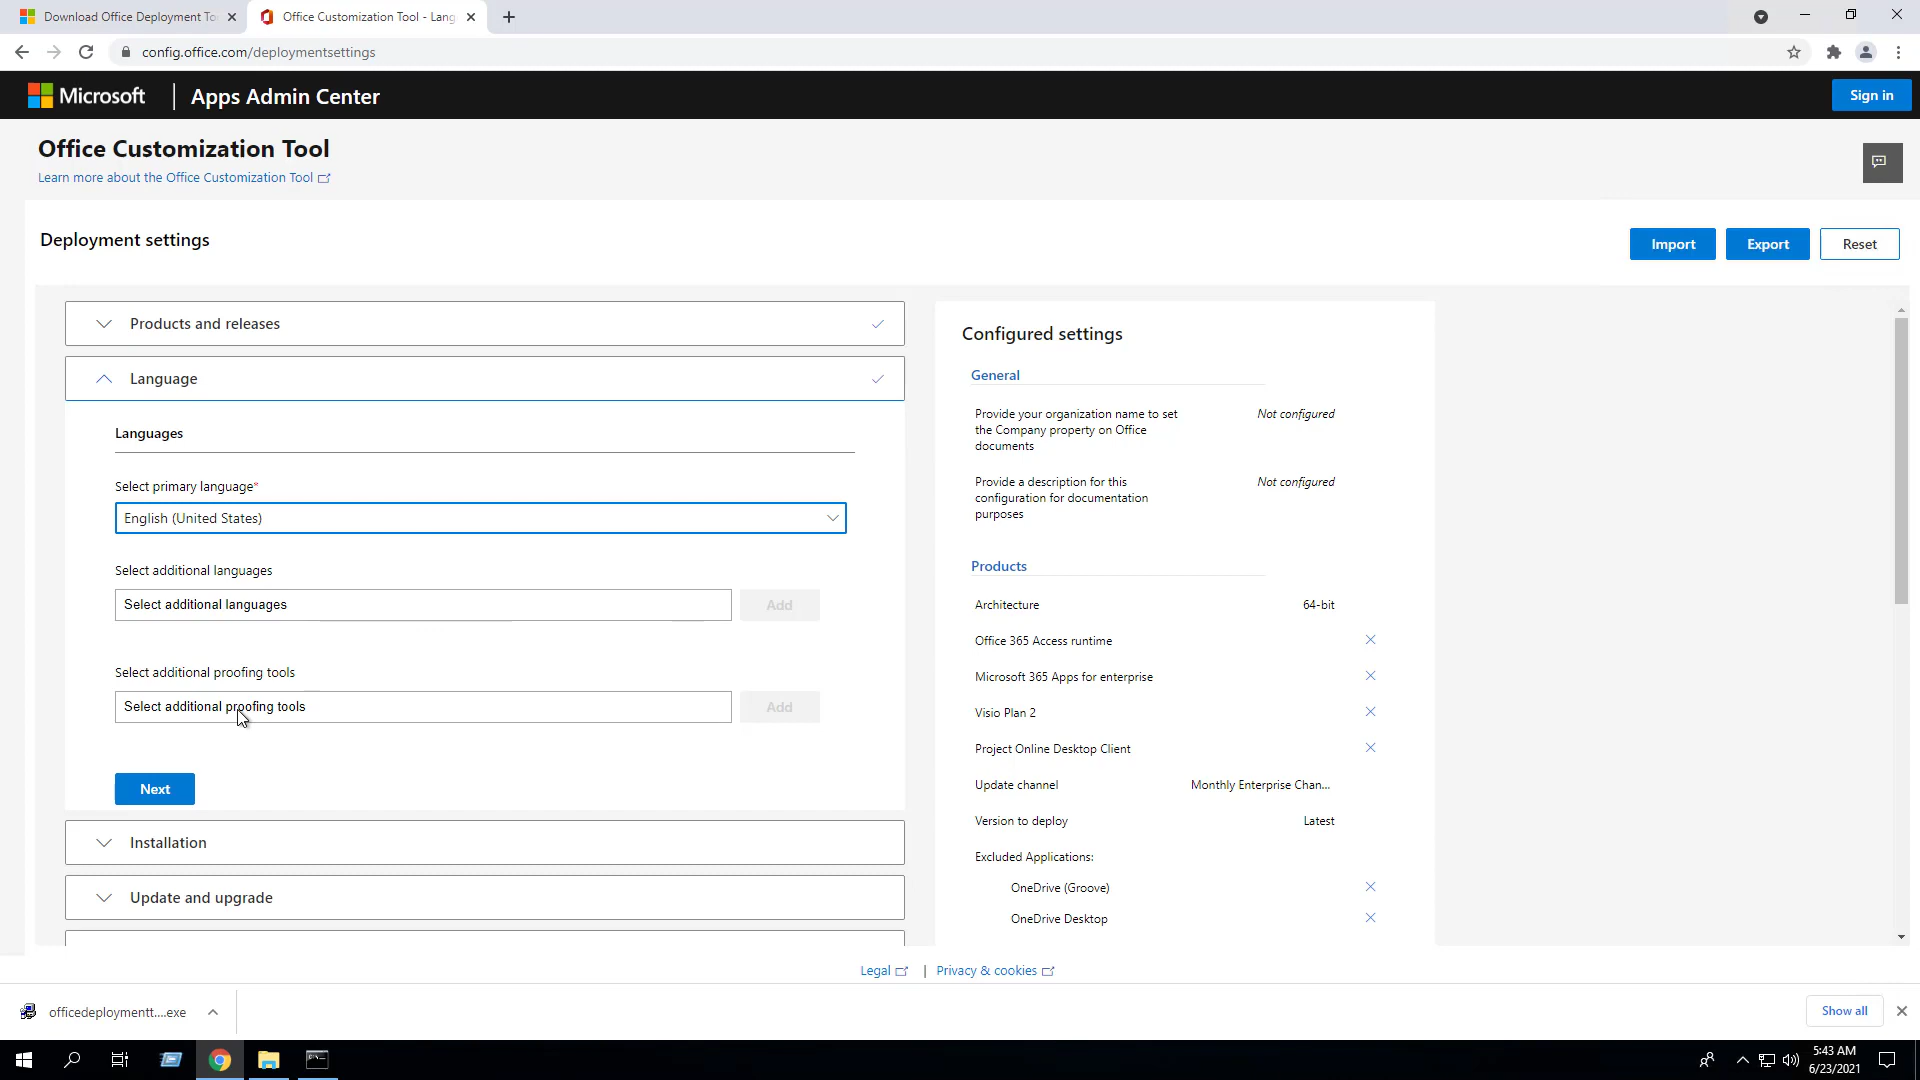 Download Office Deployment To
Office Customization Tool - Lang
config.office.com/deploymentsettings
Microsoft
Apps Admin Center
Sign in
Office Customization Tool
Learn more about the Office Customization Tool
Deployment settings
Import
Export
Reset
Products and releases
Language
Languages
Select primary language*
English (United States)
Select additional languages
Select additional languages
Add
Select additional proofing tools
Select additional proofing tools
Add
Next
Installation
Update and upgrade
Configured settings
General
Provide your organization name to set
the Company property on Office
documents
Not configured
Provide a description for this
configuration for documentation
purposes
Not configured
Products
Architecture
64-bit
Office 365 Access runtime
Microsoft 365 Apps for enterprise
Visio Plan 2
Project Online Desktop Client
Update channel
Monthly Enterprise Chan...
Version to deploy
Latest
Excluded Applications:
OneDrive (Groove)
OneDrive Desktop
Legal
|
Privacy & cookies
officedeploymentt....exe
Show all
5:43 AM
6/23/2021